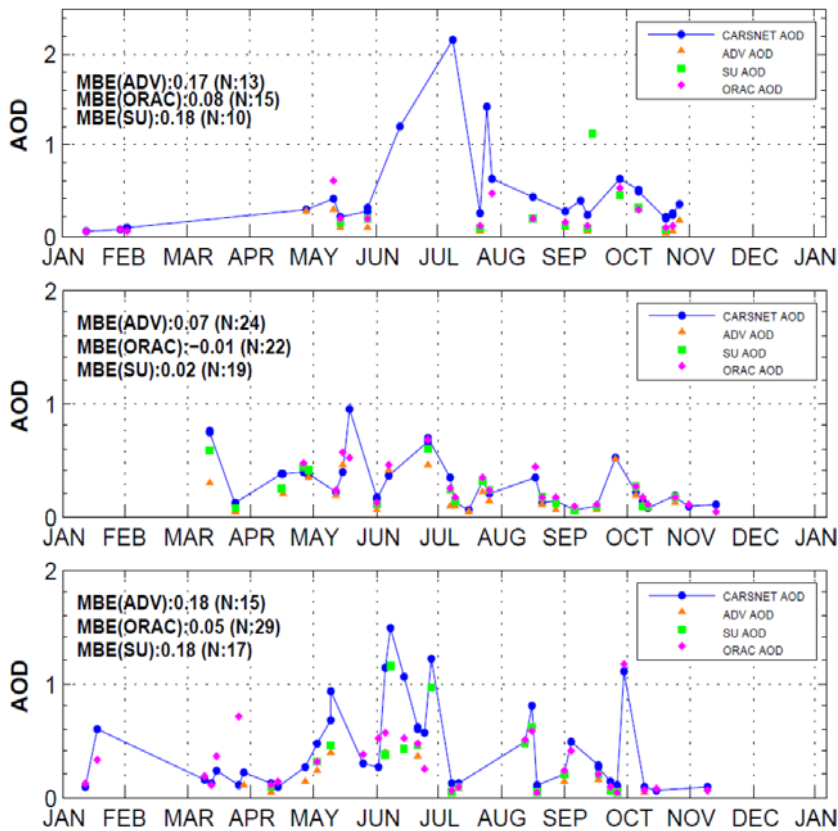 2
1
0
AOD
MBE(ADV):0.17 (N:13)
MBE(ORAC):0.08 (N:15)
MBE(SU):0.18 (N:10)
CARSNET AOD
ADV AOD
SU AOD
ORAC AOD
JAN FEB MAR APR MAY JUN JUL AUG SEP OCT NOV DEC JAN
2
1
0
AOD
MBE(ADV):0.07 (N:24)
MBE(ORAC):−0.01 (N:22)
MBE(SU):0.02 (N:19)
CARSNET AOD
ADV AOD
SU AOD
ORAC AOD
JAN FEB MAR APR MAY JUN JUL AUG SEP OCT NOV DEC JAN
2
1
0
AOD
MBE(ADV):0.18 (N:15)
MBE(ORAC):0.05 (N:29)
MBE(SU):0.18 (N:17)
CARSNET AOD
ADV AOD
SU AOD
ORAC AOD
JAN FEB MAR APR MAY JUN JUL AUG SEP OCT NOV DEC JAN